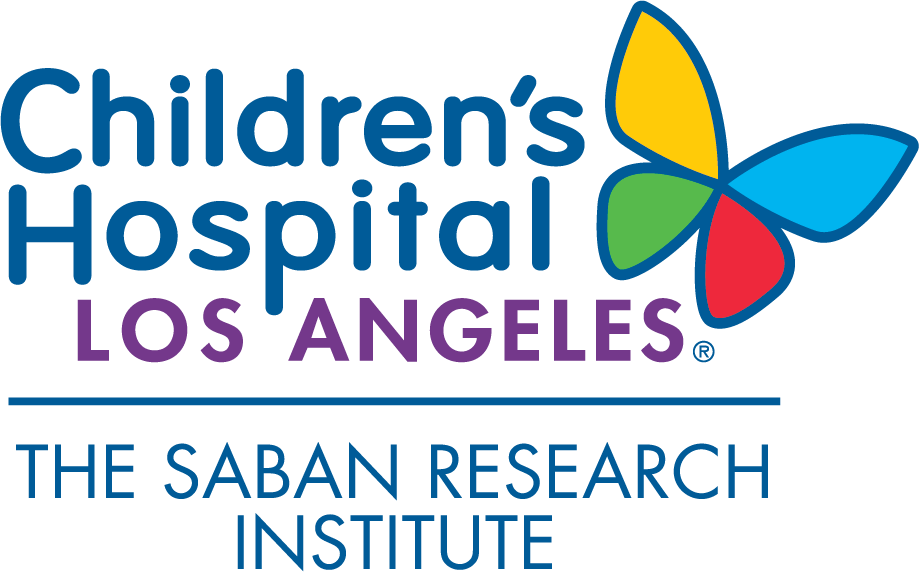 Children's
Hospital
LOS ANGELES®
THE SABAN RESEARCH
INSTITUTE